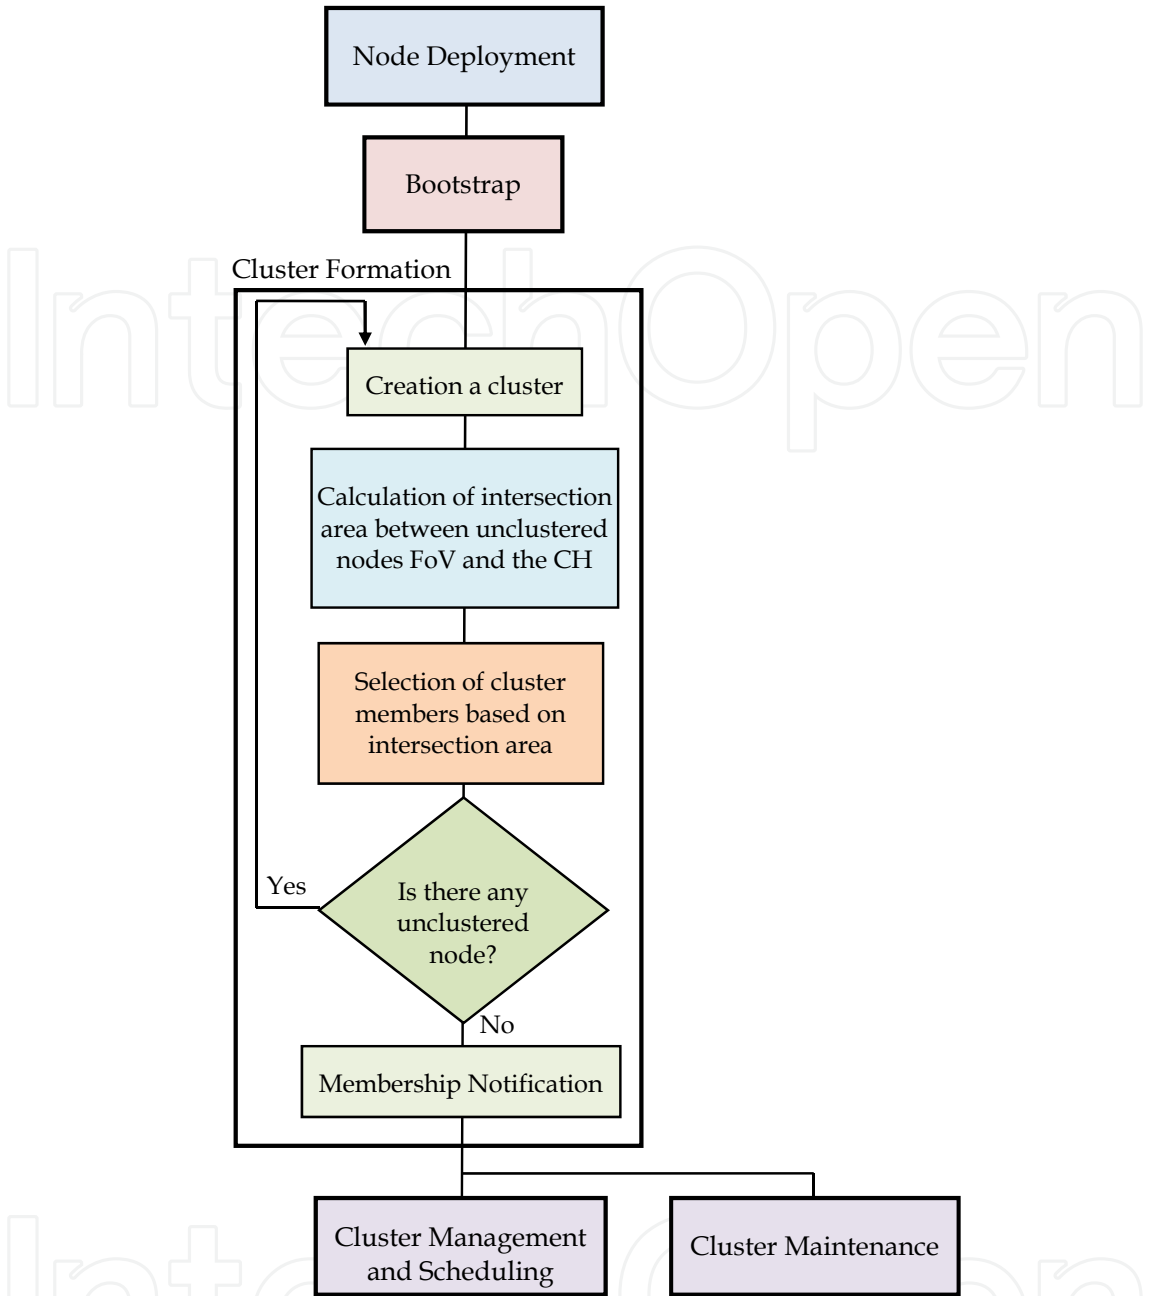 Node Deployment
Bootstrap
Cluster Formation
Creation a cluster
Calculation of intersection
area between unclustered
nodes FoV and the CH
Selection of cluster
members based on
intersection area
Yes
Is there any
unclustered
node?
No
Membership Notification
Cluster Management
and Scheduling
Cluster Maintenance
IntechOpen
IntechOpen